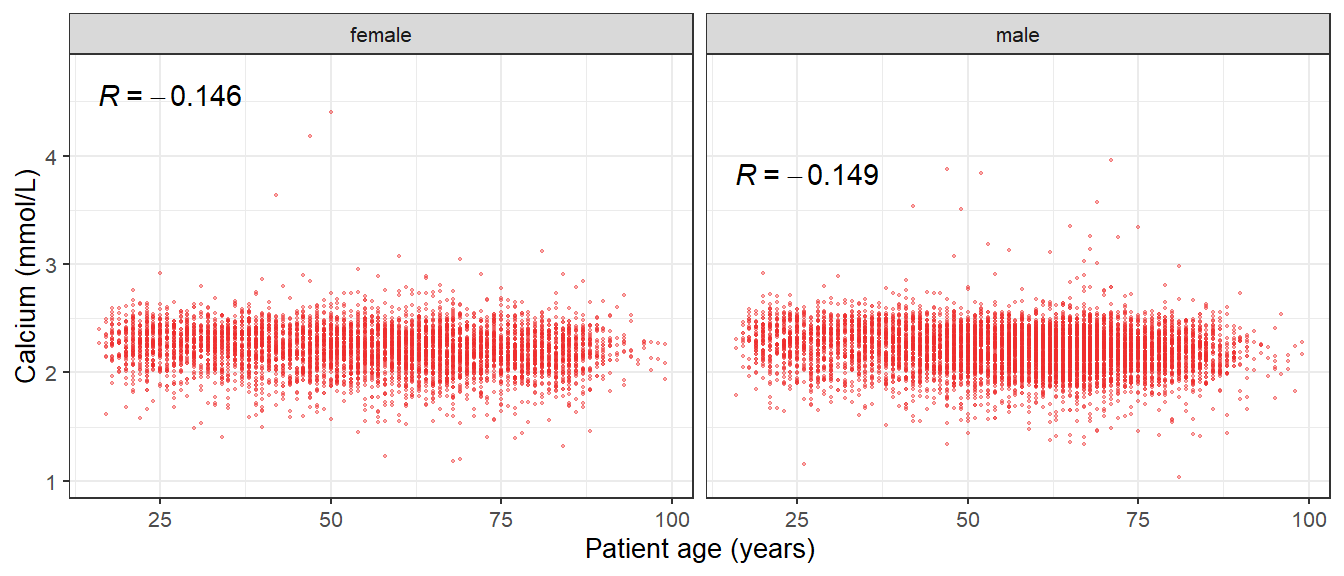 female
male
R = −0.146
R = −0.149
Calcium (mmol/L)
4
3
2
1
25
50
75
100
25
50
75
100
Patient age (years)